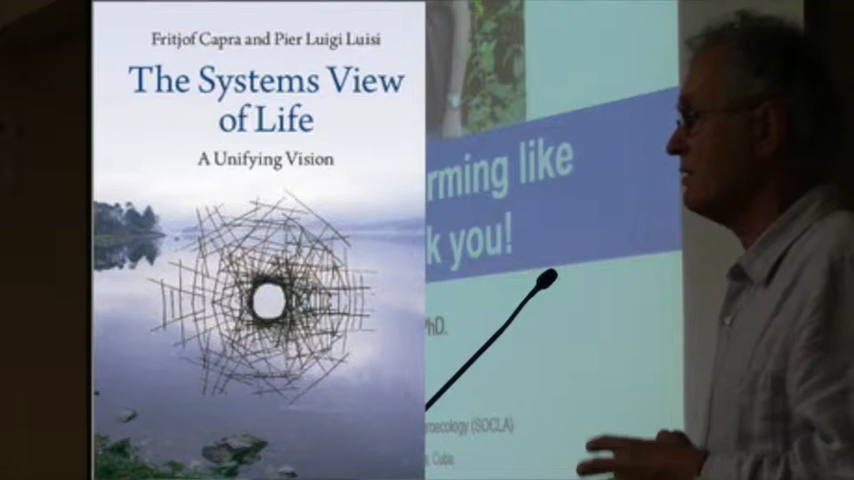 Fritjof Capra and Pier Luigi Luisi
The Systems View
of Life
A Unifying Vision
rming like
k you!
PhD.
(SOCLA)
Cuba